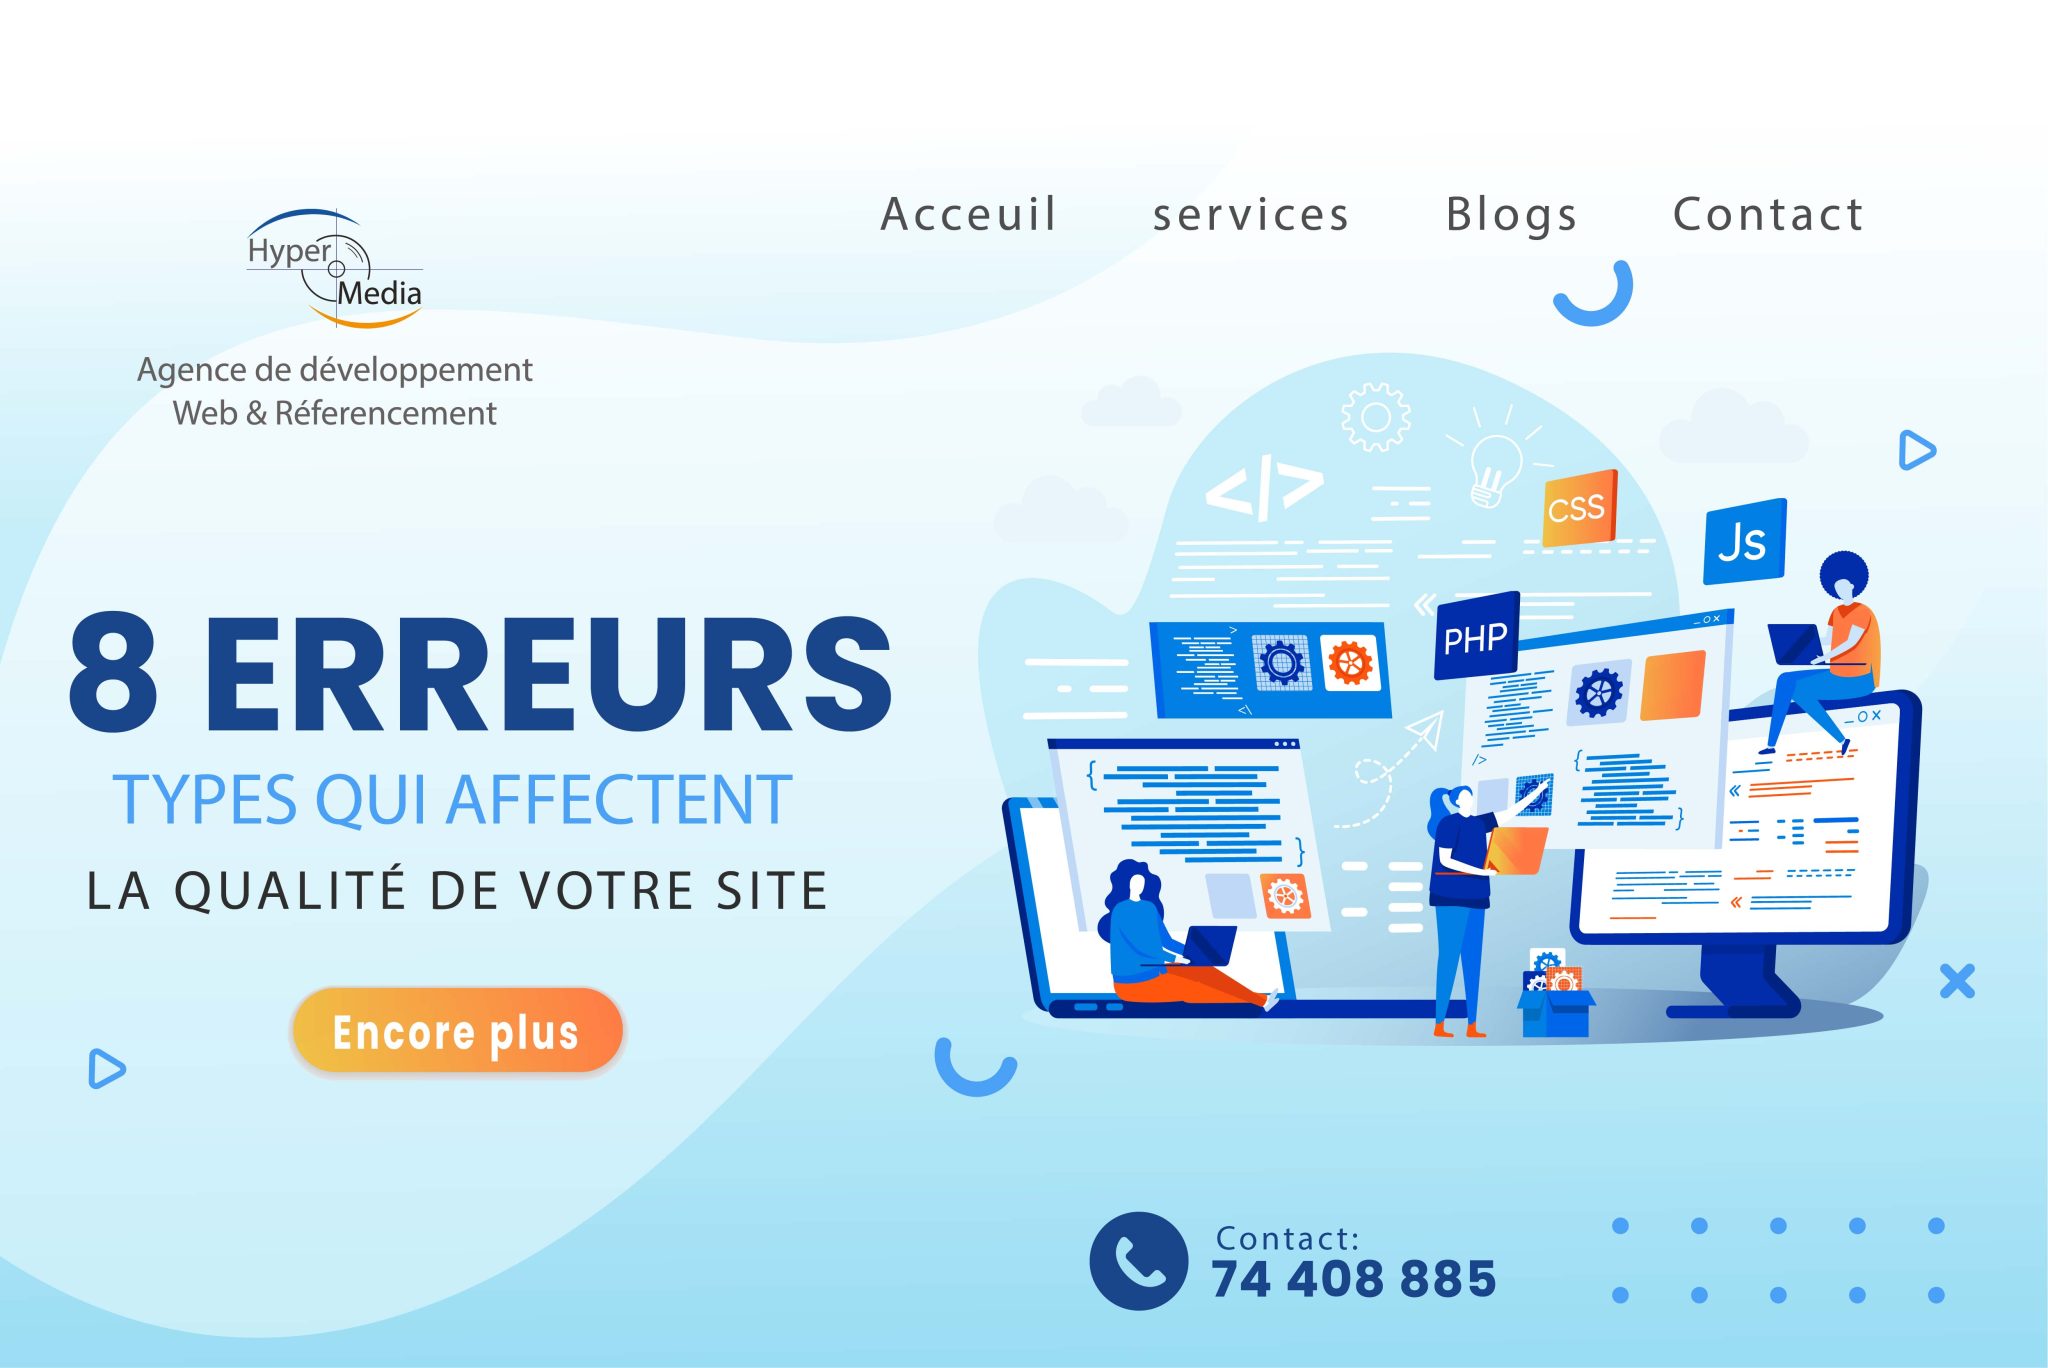 Acceuil services Blogs Contact
Hyper
Media
Agence de développement
Web & Réferencement
8 ERREURS
TYPES QUI AFFECTENT
LA QUALITÉ DE VOTRE SITE
Encore plus
</>
CSS
Js
PHP
Contact:
74 408 885